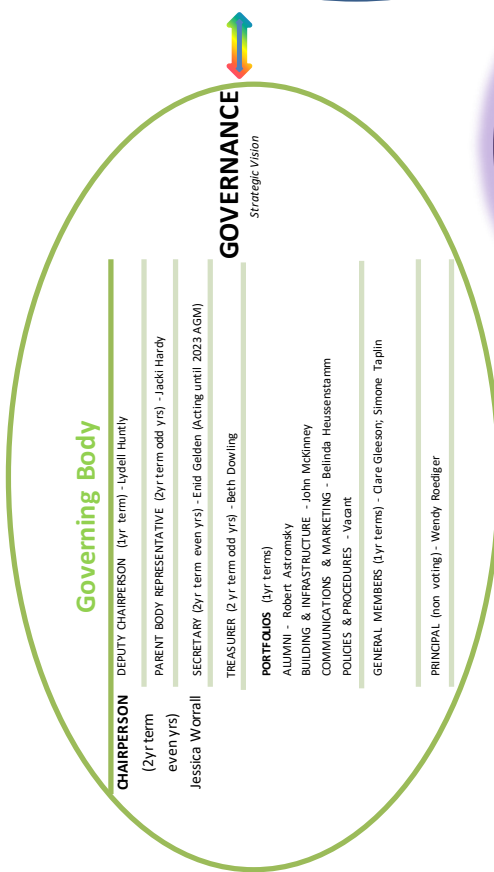 Governing Body
CHAIRPERSON
(2yr term
even yrs)
Jessica Worrall
DEPUTY CHAIRPERSON (1yr term) - Lydell Huntly
PARENT BODY REPRESENTATIVE (2yr term odd yrs) - Jacki Hardy
SECRETARY (2yr term even yrs) - Enid Gelden (Acting until 2023 AGM)
TREASURER (2 yr term odd yrs) - Beth Dowling
PORTFOLIOS (1yr terms)
ALUMNI - Robert Astromsky
BUILDING & INFRASTRUCTURE - John McKinney
COMMUNICATIONS & MARKETING - Belinda Heussenstamm
POLICIES & PROCEDURES - Vacant
GENERAL MEMBERS (1yr terms) - Clare Gleeson; Simone Taplin
PRINCIPAL (non voting) - Wendy Roediger
GOVERNANCE
Strategic Vision